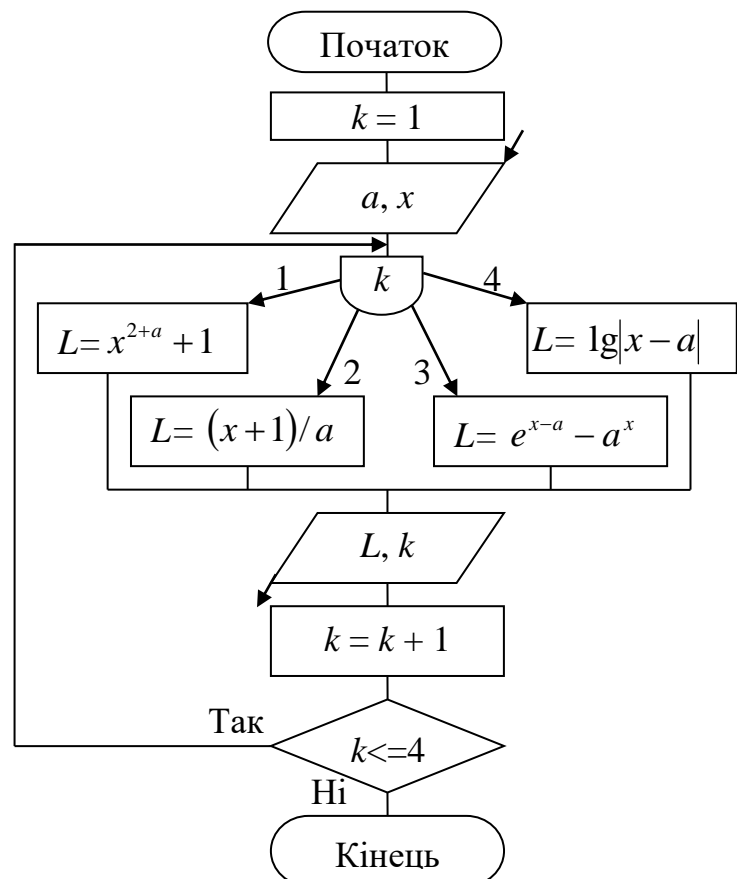 Початок
k = 1
a, x
k
1
4
L= x^{2+a} + 1
L= lg|x − a|
2
3
L= (x + 1)/ a
L= e^{x−a} − a^x
L, k
k = k + 1
Так
k<=4
Ні
Кінець